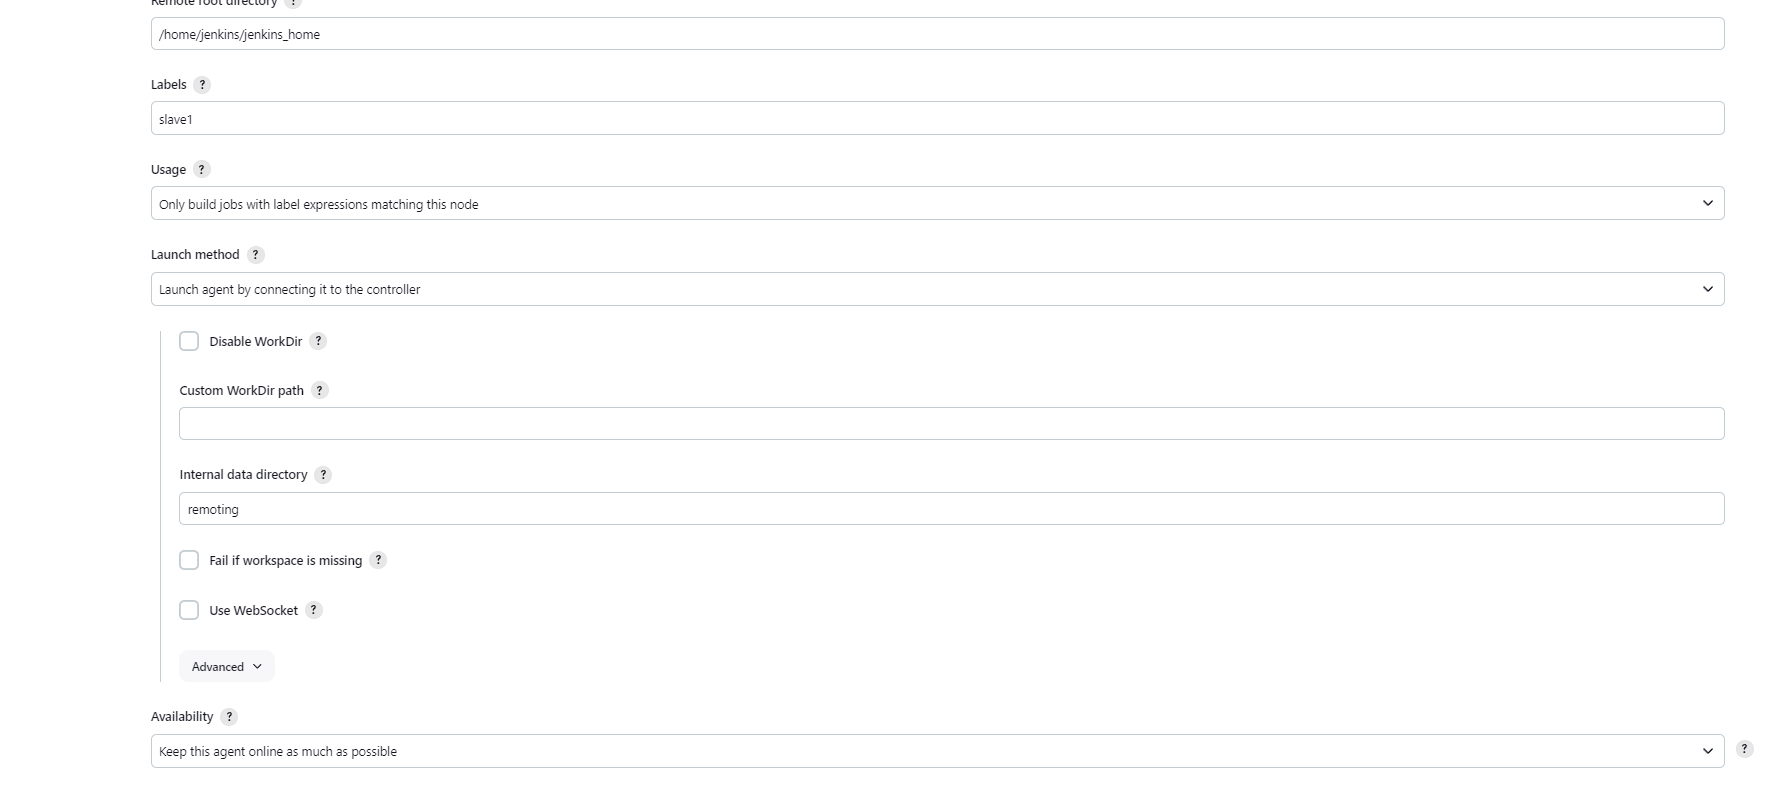 Remote root directory ?
/home/jenkins/jenkins_home
Labels ?
slave1
Usage ?
Only build jobs with label expressions matching this node
Launch method ?
Launch agent by connecting it to the controller
Disable WorkDir ?
Custom WorkDir path ?
Internal data directory ?
remoting
Fail if workspace is missing ?
Use WebSocket ?
Advanced
Availability ?
Keep this agent online as much as possible ?